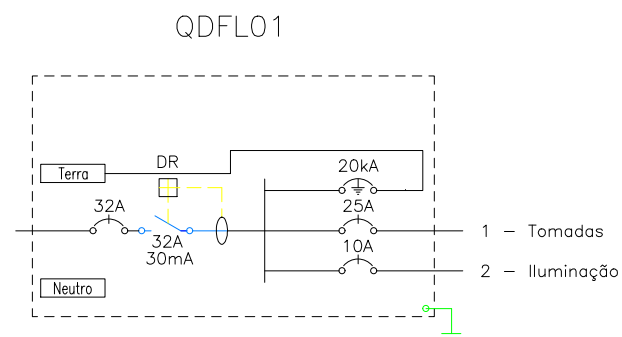 QDFL01
DR
20kA
Terra
32A
25A
1 - Tomadas
32A
30mA
10A
2 - Iluminação
Neutro